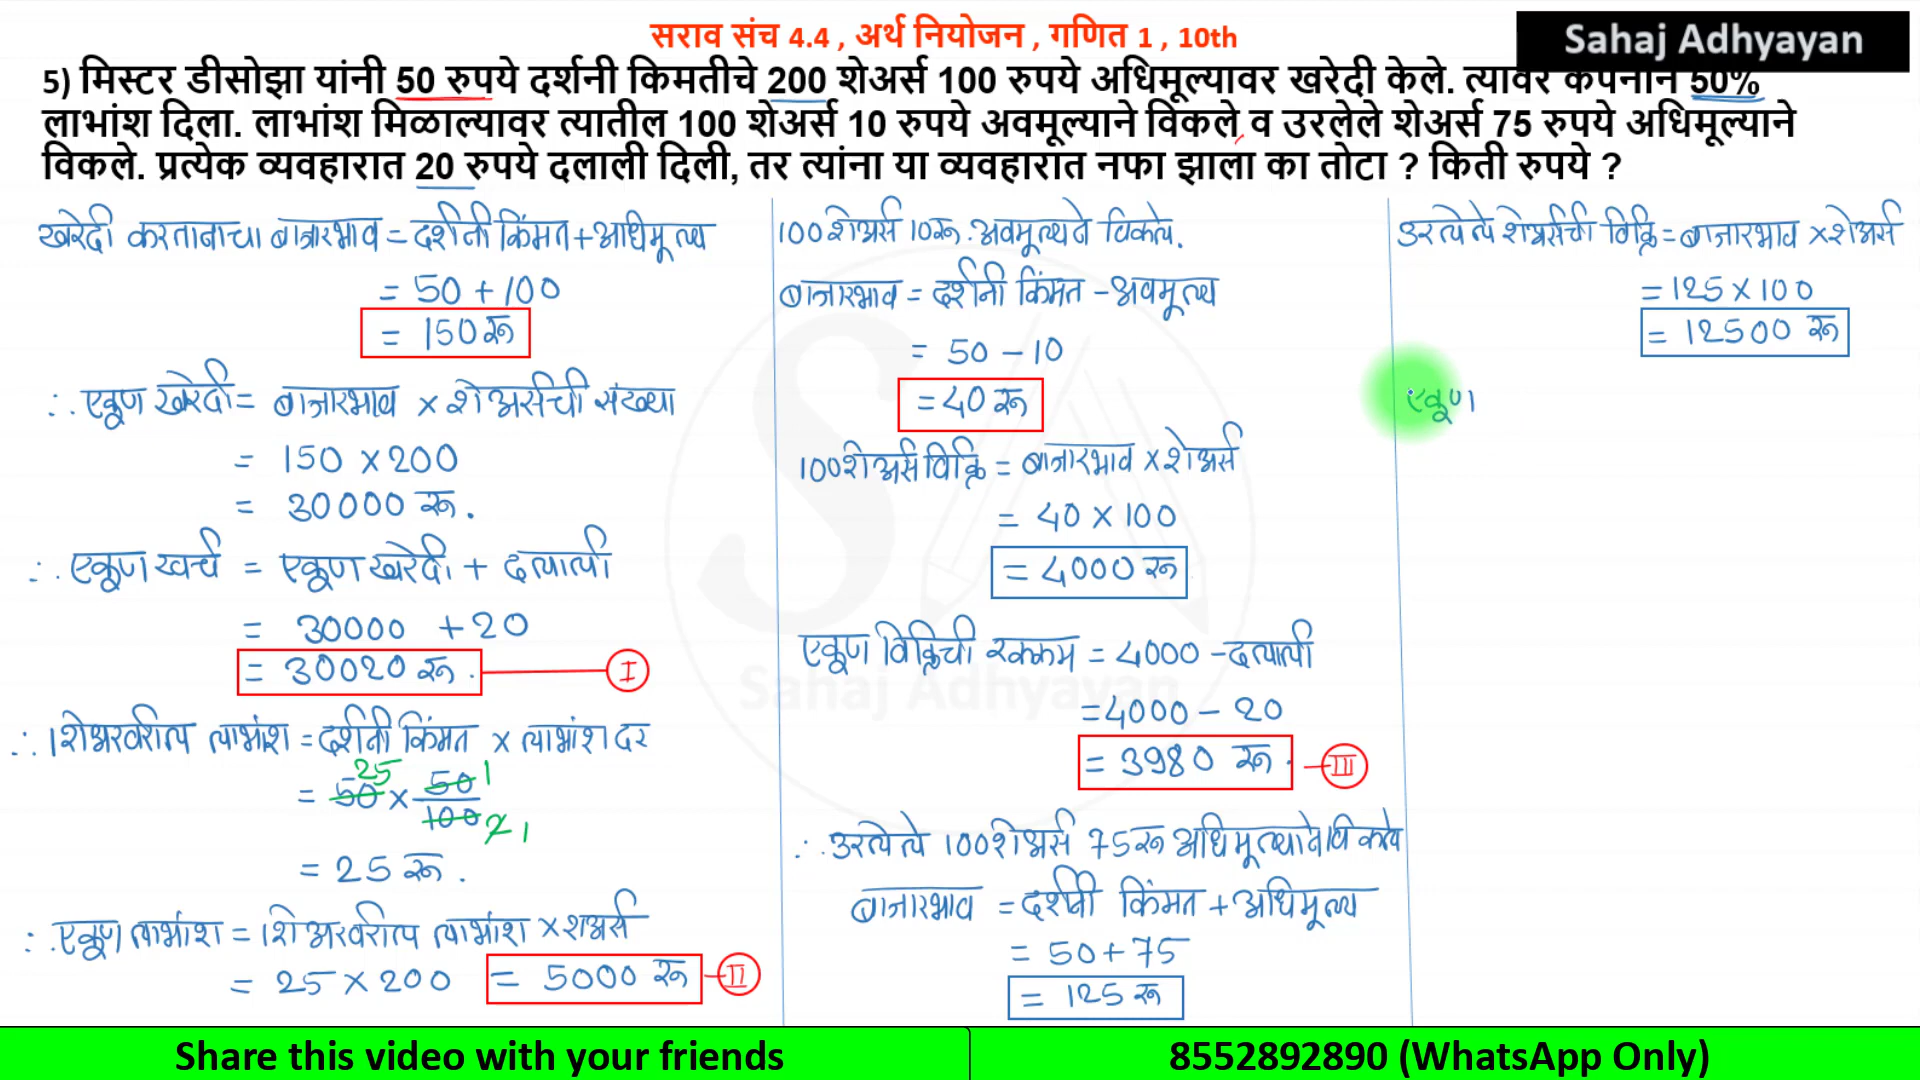 सराव संच 4.4 , अर्थ नियोजन , गणित 1 , 10th
Sahaj Adhyayan
5) मिस्टर डीसोझा यांनी 50 रुपये दर्शनी किमतीचे 200 शेअर्स 100 रुपये अधिमूल्यावर खरेदी केले. त्यावर कंपनीने 50%
लाभांश दिला. लाभांश मिळाल्यावर त्यातील 100 शेअर्स 10 रुपये अवमूल्याने विकले व उरलेले शेअर्स 75 रुपये अधिमूल्याने
विकले. प्रत्येक व्यवहारात 20 रुपये दलाली दिली, तर त्यांना या व्यवहारात नफा झाला का तोटा ? किती रुपये ?
खरेदी करतानाचा बाजारभाव = दर्शनी किंमत + अधिमूल्य
= 50 + 100
= 150 रू
∴ एकूण खरेदी = बाजारभाव × शेअर्सची संख्या
= 150 × 200
= 30000 रू.
∴ एकूण खर्च = एकूण खरेदी + दलाली
= 30000 + 20
= 30020 रू. I
∴ 1 शेअरवरील लाभांश = दर्शनी किंमत × लाभांश दर
25 1
= 50 × 50
100 2 1
= 25 रू.
∴ एकूण लाभांश = 1 शेअरवरील लाभांश × शेअर्स
= 25 × 200 = 5000 रू II
100 शेअर्स 10 रू. अवमूल्याने विकले.
बाजारभाव = दर्शनी किंमत - अवमूल्य
= 50 - 10
= 40 रू
100 शेअर्स विक्रि = बाजारभाव × शेअर्स
= 40 × 100
= 4000 रू
एकूण विक्रिची रक्कम = 4000 - दलाली
= 4000 - 20
= 3980 रू. III
∴ उरलेले 100 शेअर्स 75 रू अधिमूल्याने विकले
बाजारभाव = दर्शनी किंमत + अधिमूल्य
= 50 + 75
= 125 रू
उरलेले शेअर्सची विक्रि = बाजारभाव × शेअर्स
= 125 × 100
= 12500 रू
एकूण
Sahaj Adhyayan
Share this video with your friends
8552892890 (WhatsApp Only)